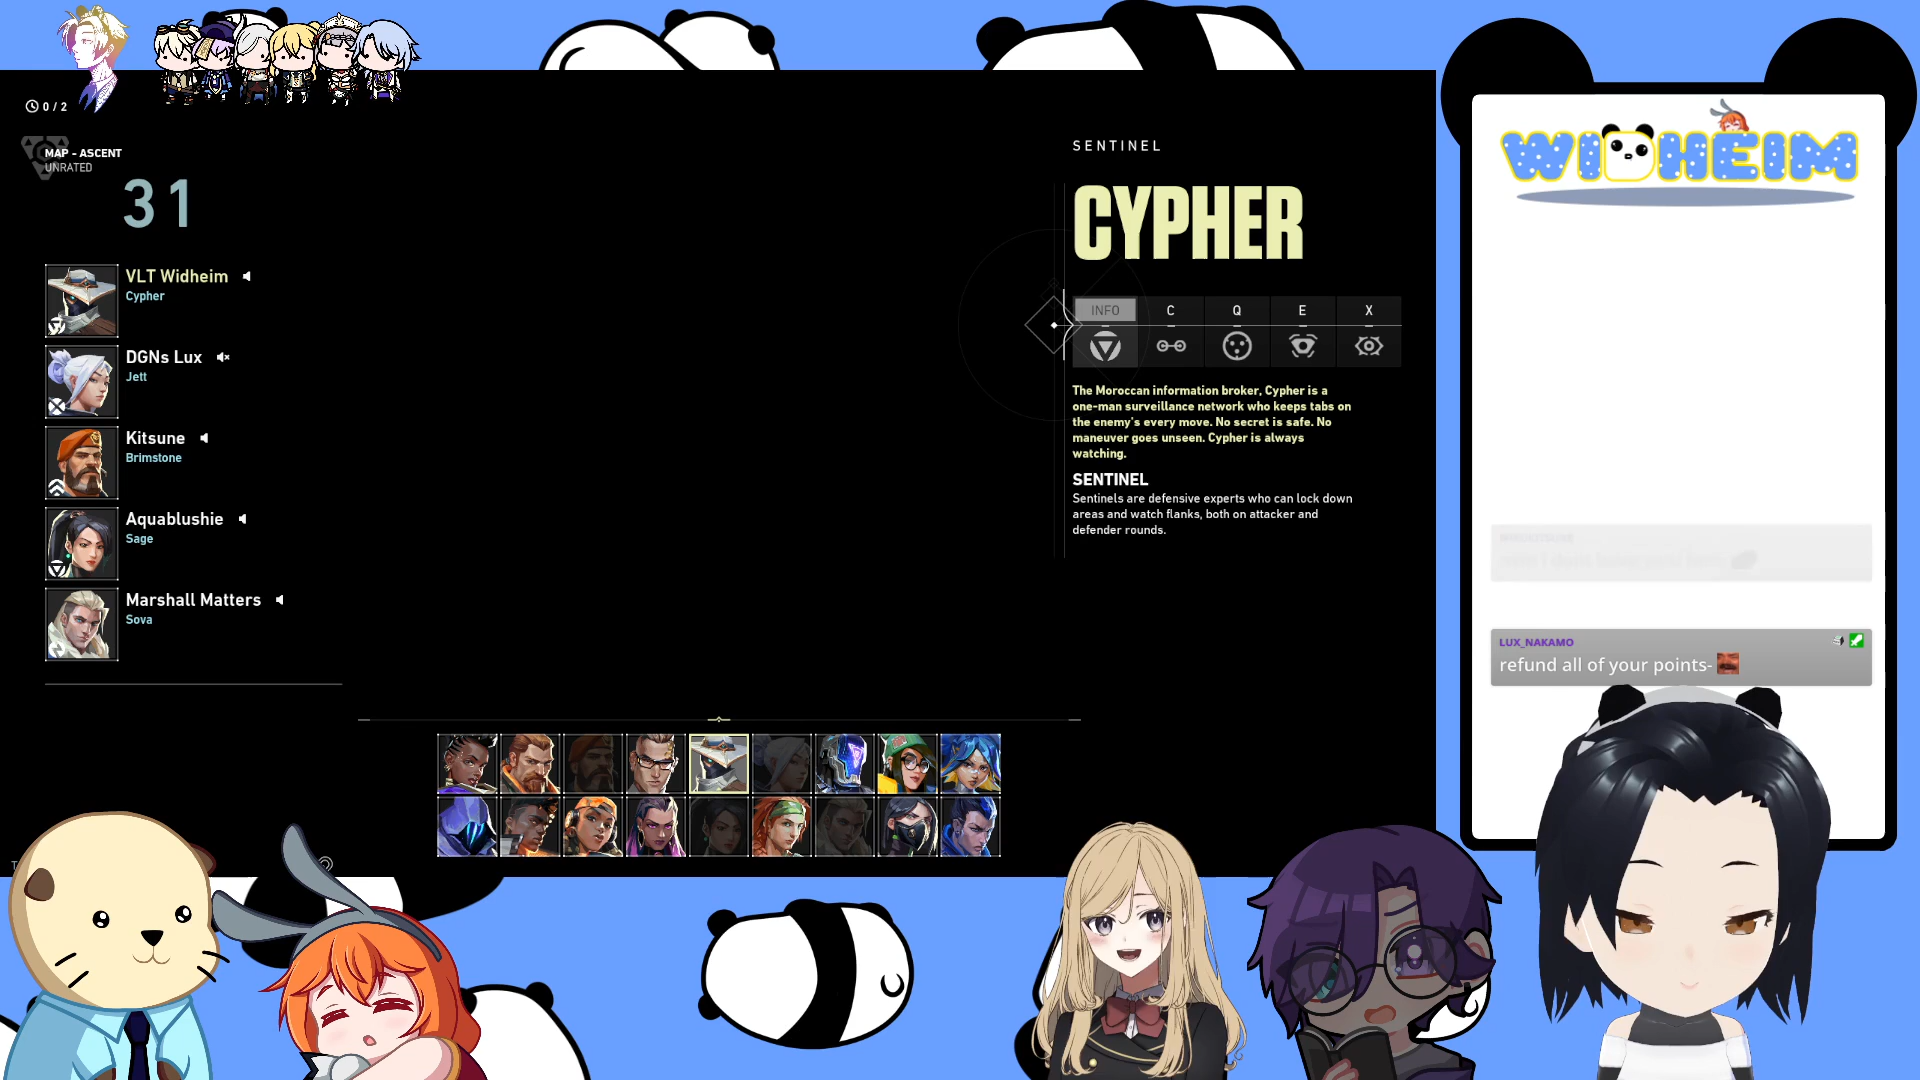 0 / 2
MAP - ASCENT
UNRATED
31
VLT Widheim
Cypher
DGNs Lux
Jett
Kitsune
Brimstone
Aquablushie
Sage
Marshall Matters
Sova
SENTINEL
CYPHER
INFO C Q E X
The Moroccan information broker, Cypher is a
one-man surveillance network who keeps tabs on
the enemy's every move. No secret is safe. No
maneuver goes unseen. Cypher is always
watching.
SENTINEL
Sentinels are defensive experts who can lock down
areas and watch flanks, both on attacker and
defender rounds.
WIDHEIM
LUX_NAKAMO
refund all of your points-